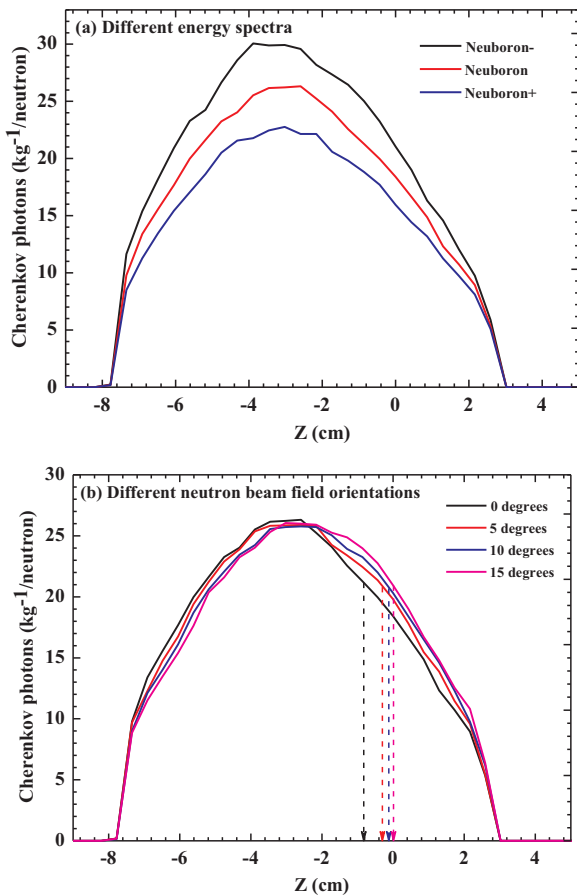 (a) Different energy spectra
Neuboron-
Neuboron
Neuboron+
Cherenkov photons (kg⁻¹/neutron)
30
25
20
15
10
5
0
-8 -6 -4 -2 0 2 4
Z (cm)
(b) Different neutron beam field orientations
0 degrees
5 degrees
10 degrees
15 degrees
Cherenkov photons (kg⁻¹/neutron)
30
25
20
15
10
5
0
-8 -6 -4 -2 0 2 4
Z (cm)